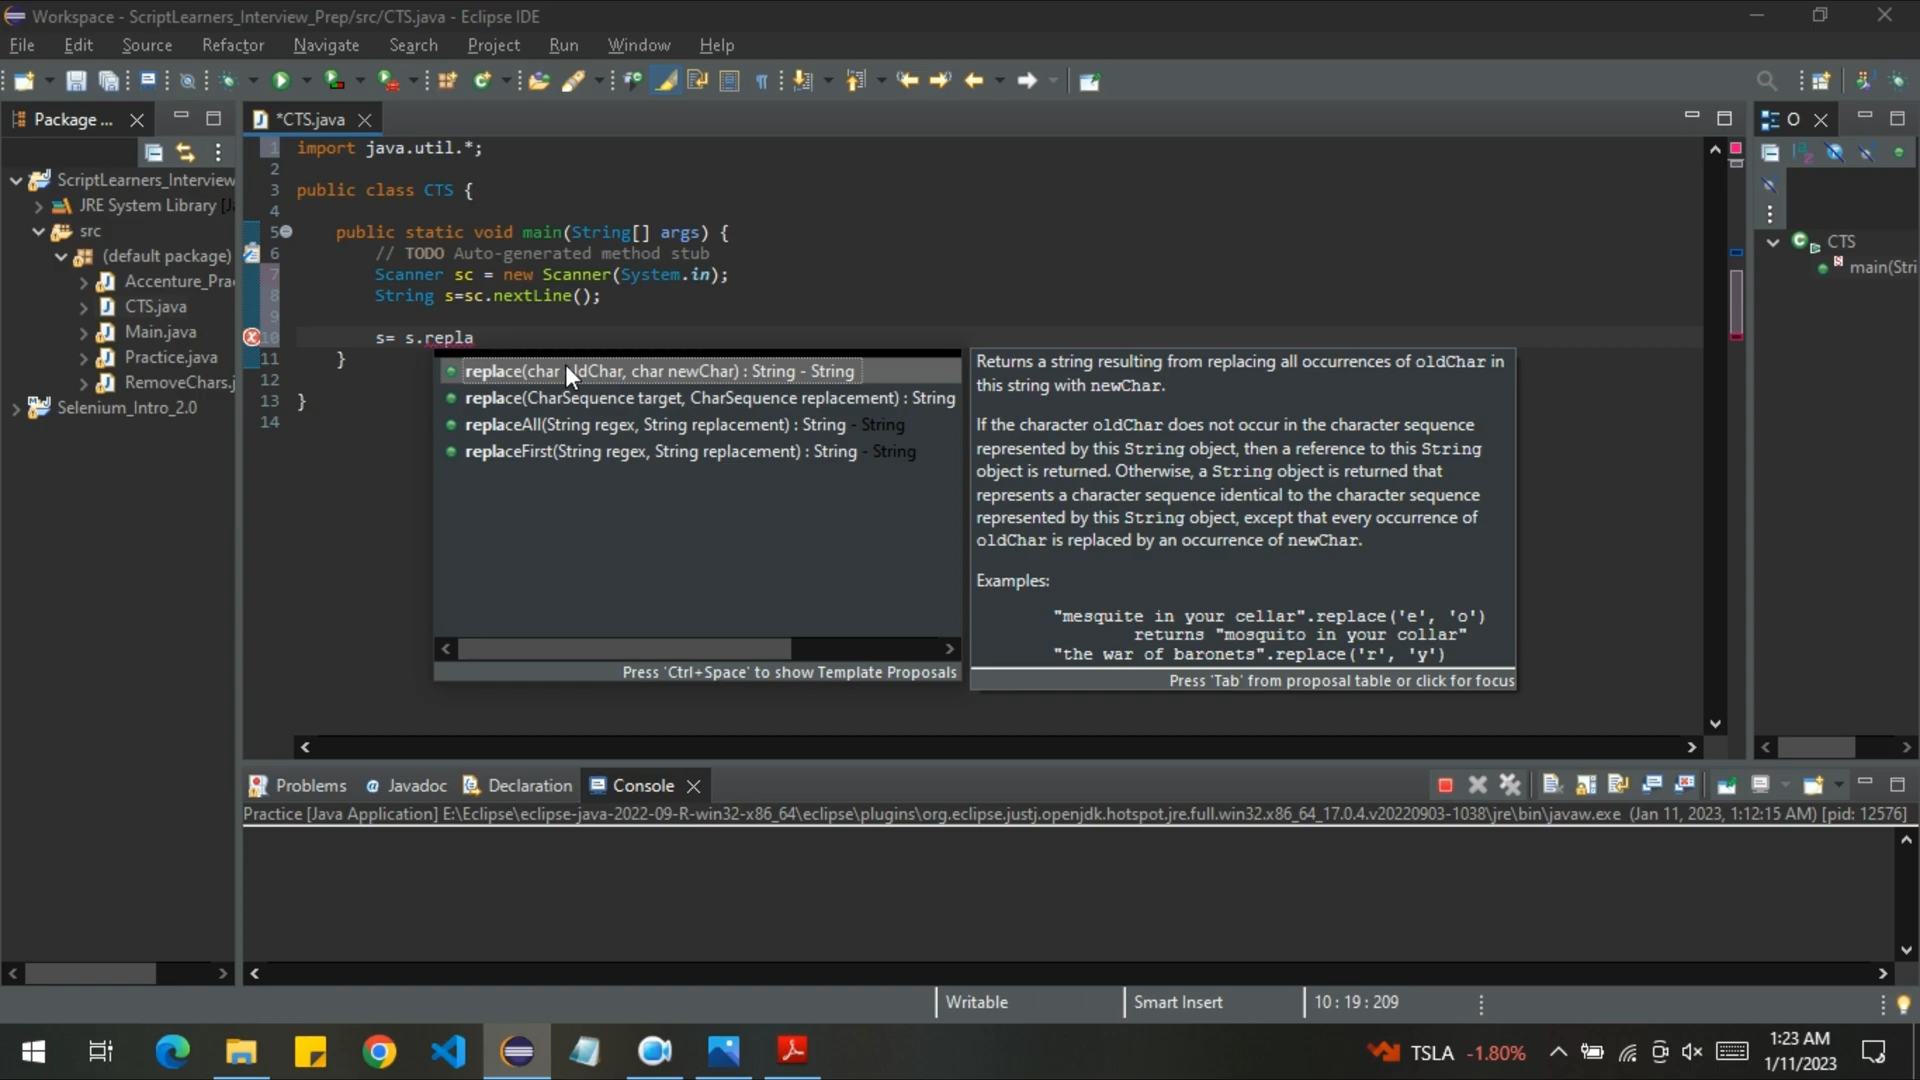 Workspace - ScriptLearners_Interview_Prep/src/CTS.java - Eclipse IDE
File Edit Source Refactor Navigate Search Project Run Window Help
Package ...
*CTS.java
O
1 import java.util.*;
2
3 public class CTS {
4
5 public static void main(String[] args) {
6 // TODO Auto-generated method stub
7 Scanner sc = new Scanner(System.in);
8 String s=sc.nextLine();
9
10 s= s.repla
11 }
12
13 }
14
ScriptLearners_Interview
JRE System Library [Ja
src
(default package)
Accenture_Prac
CTS.java
Main.java
Practice.java
RemoveChars.j
Selenium_Intro_2.0
replace(char oldChar, char newChar) : String - String
replace(CharSequence target, CharSequence replacement) : String
replaceAll(String regex, String replacement) : String - String
replaceFirst(String regex, String replacement) : String - String
Press 'Ctrl+Space' to show Template Proposals
Returns a string resulting from replacing all occurrences of oldChar in
this string with newChar.
If the character oldChar does not occur in the character sequence
represented by this String object, then a reference to this String
object is returned. Otherwise, a String object is returned that
represents a character sequence identical to the character sequence
represented by this String object, except that every occurrence of
oldChar is replaced by an occurrence of newChar.
Examples:
"mesquite in your cellar".replace('e', 'o')
returns "mosquito in your collar"
"the war of baronets".replace('r', 'y')
Press 'Tab' from proposal table or click for focus
CTS
main(Stri
Problems Javadoc Declaration Console
Practice [Java Application] E:\Eclipse\eclipse-java-2022-09-R-win32-x86_64\eclipse\plugins\org.eclipse.justj.openjdk.hotspot.jre.full.win32.x86_64_17.0.4.v20220903-1038\jre\bin\javaw.exe (Jan 11, 2023, 1:12:15 AM) [pid: 12576]
Writable Smart Insert 10 : 19 : 209
TSLA -1.80%
1:23 AM
1/11/2023